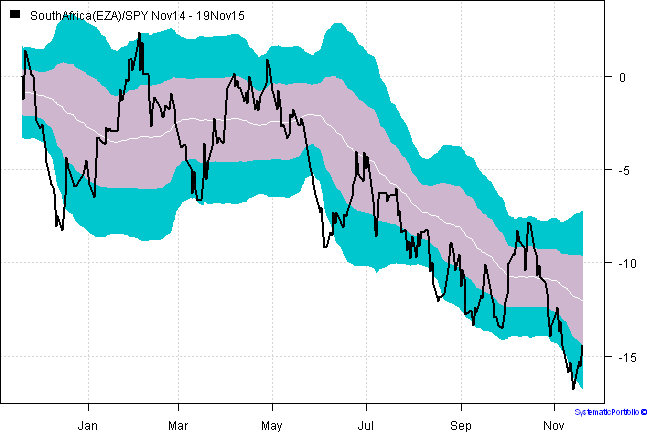 SouthAfrica(EZA)/SPY Nov14 - 19Nov15
0
-5
-10
-15
Jan Mar May Jul Sep Nov
SystematicPortfolio ©